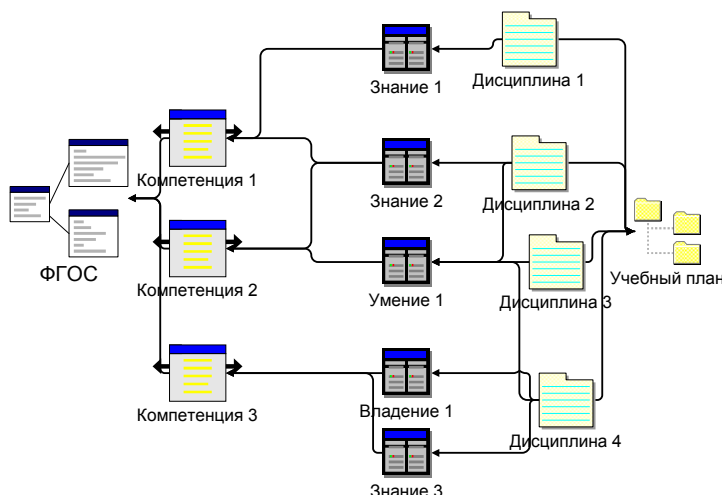 Знание 1
Дисциплина 1
Компетенция 1
Знание 2
Дисциплина 2
ФГОС
Компетенция 2
Умение 1
Дисциплина 3
Учебный план
Компетенция 3
Владение 1
Дисциплина 4
Знание 3